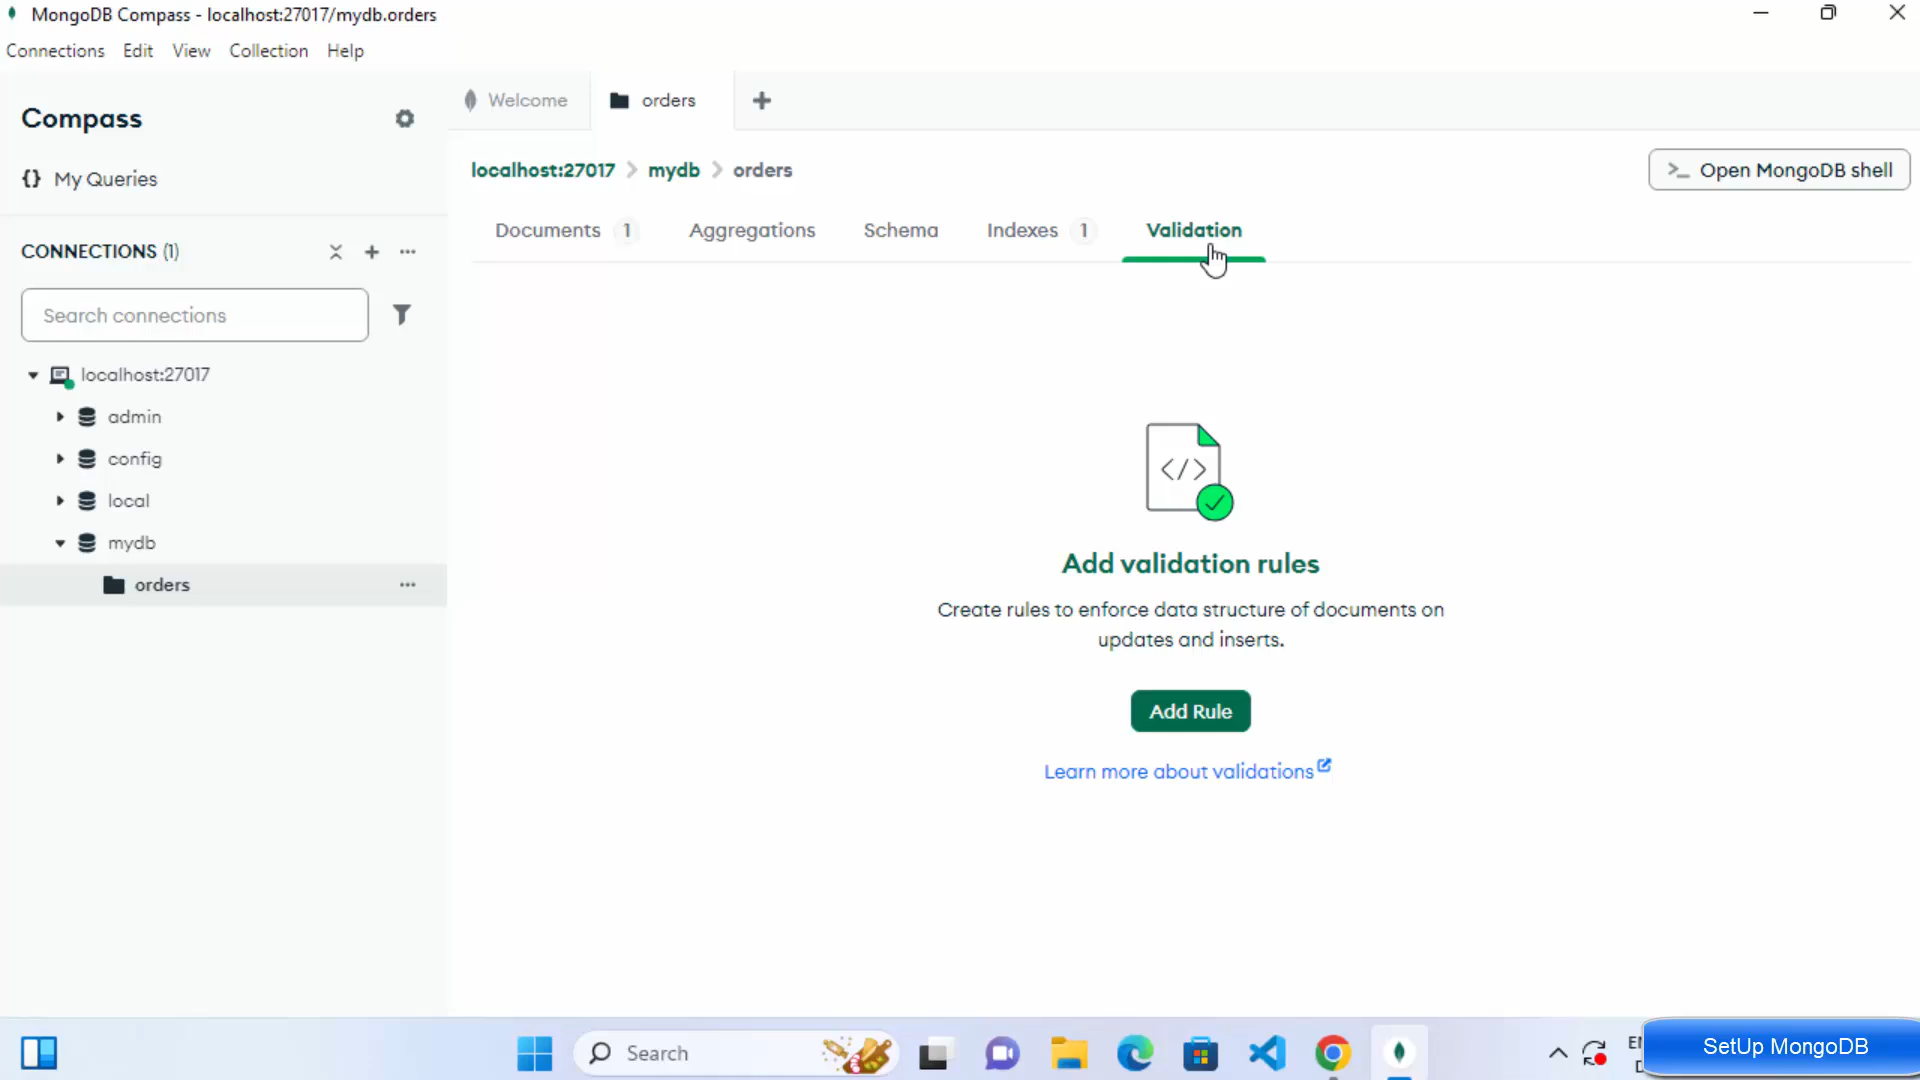 MongoDB Compass - localhost:27017/mydb.orders
Connections Edit View Collection Help
Compass
{} My Queries
CONNECTIONS (1)
Search connections
localhost:27017
admin
config
local
mydb
orders
Welcome
orders
localhost:27017 > mydb > orders
>_ Open MongoDB shell
Documents 1
Aggregations
Schema
Indexes 1
Validation
</>
Add validation rules
Create rules to enforce data structure of documents on
updates and inserts.
Add Rule
Learn more about validations
Search
SetUp MongoDB